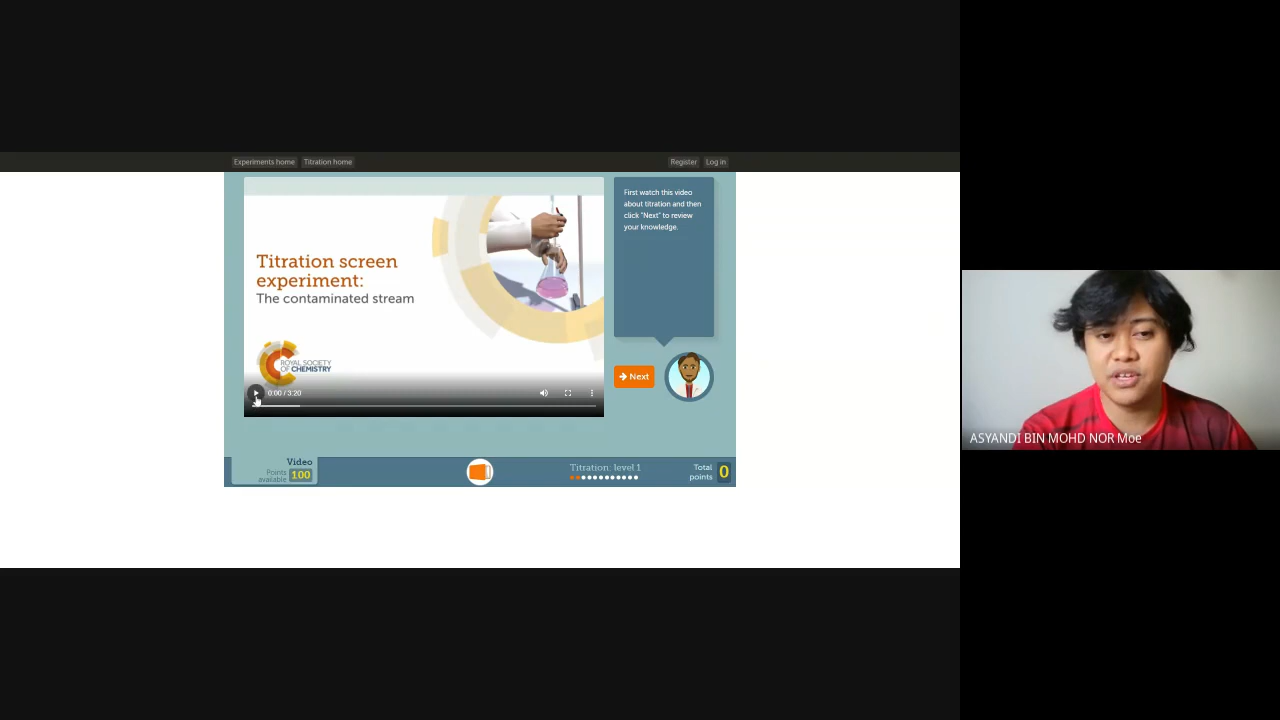 Experiments home
Titration home
Register
Log in
Titration screen
experiment:
The contaminated stream
ROYAL SOCIETY
OF CHEMISTRY
0:00 / 3:20
First watch this video
about titration and then
click "Next" to review
your knowledge.
Next
Video
Points
available
100
Titration: level 1
Total
points
0
ASYANDI BIN MOHD NOR Moe